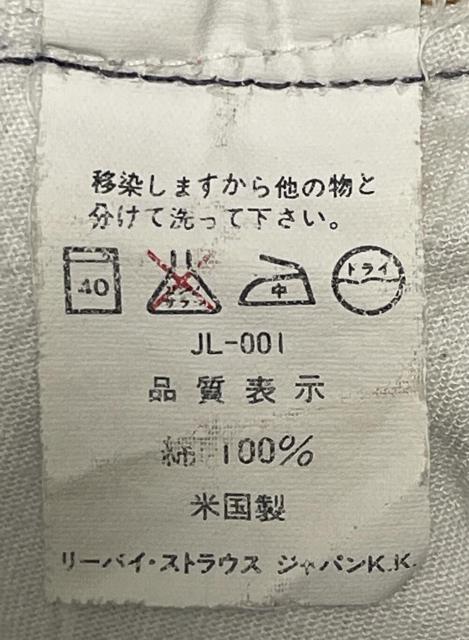 移染しますから他の物と
分けて洗って下さい。
40 エンソサラシ 中 ドライ
JL-001
品質表示
綿 100%
米国製
リーバイ・ストラウス ジャパンK.K.